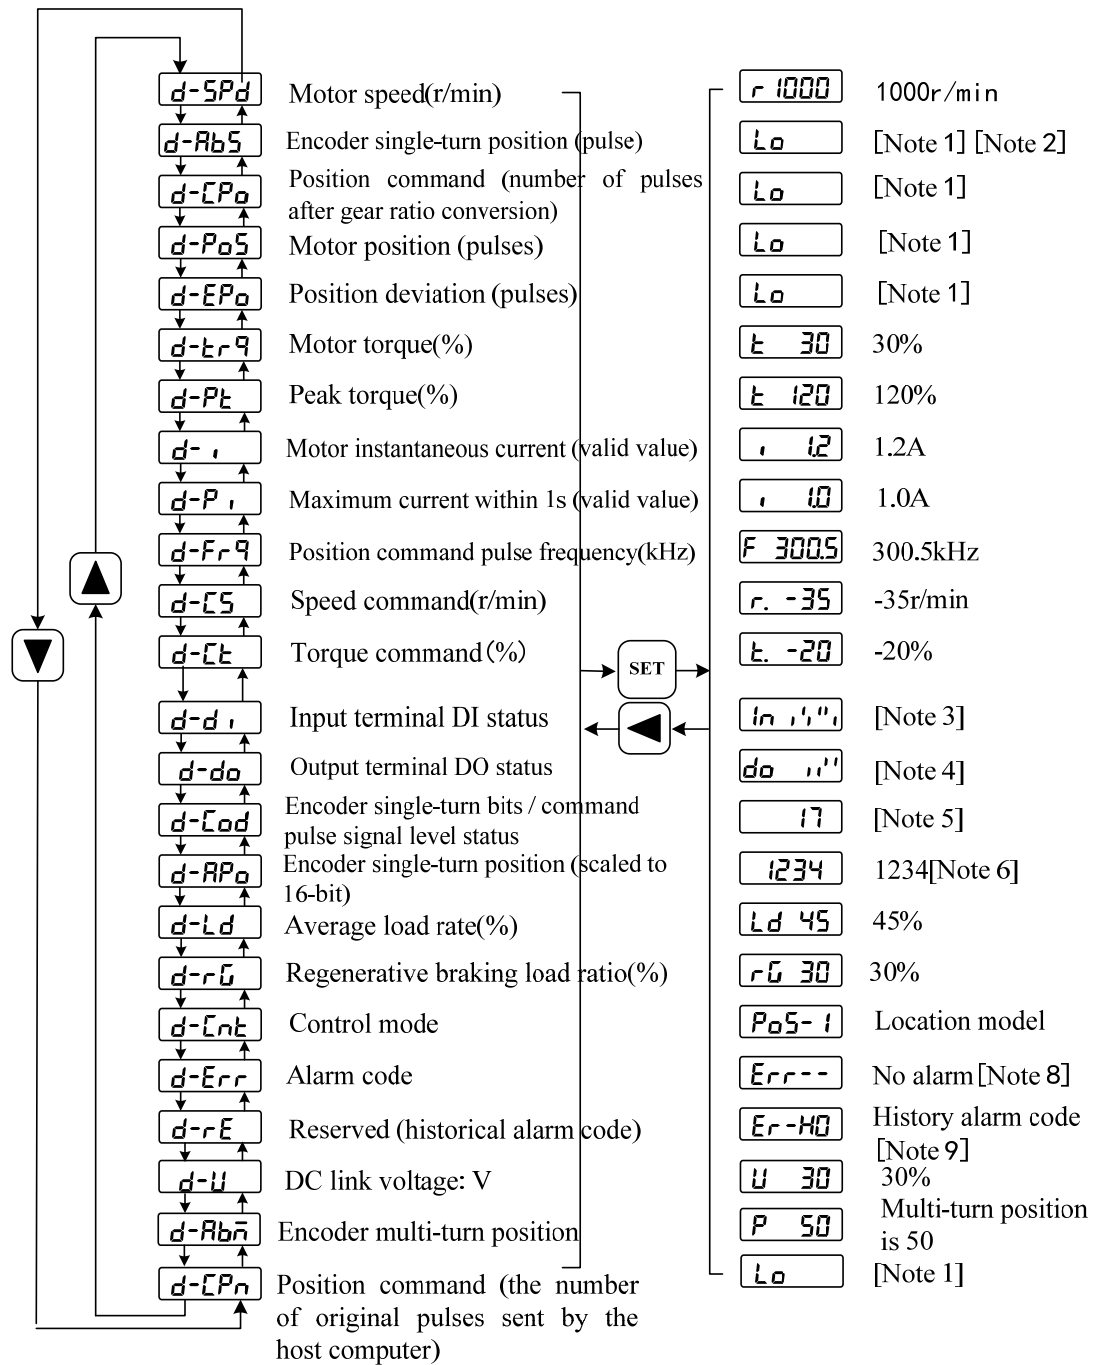 d-SPd Motor speed(r/min) r 1000 1000r/min
d-AbS Encoder single-turn position (pulse) Lo [Note 1] [Note 2]
d-CPo Position command (number of pulses
after gear ratio conversion) Lo [Note 1]
d-PoS Motor position (pulses) Lo [Note 1]
d-EPo Position deviation (pulses) Lo [Note 1]
d-trq Motor torque(%) t 30 30%
d-Pt Peak torque(%) t 120 120%
d- i Motor instantaneous current (valid value) i 1.2 1.2A
d-P i Maximum current within 1s (valid value) i 1.0 1.0A
d-Frq Position command pulse frequency(kHz) F 300.5 300.5kHz
d-CS Speed command(r/min) r. -35 -35r/min
d-Ct Torque command(%) t. -20 -20%
SET
d-d i Input terminal DI status In [Note 3]
d-do Output terminal DO status do [Note 4]
d-Cod Encoder single-turn bits / command
pulse signal level status 17 [Note 5]
d-APo Encoder single-turn position (scaled to
16-bit) 1234 1234[Note 6]
d-Ld Average load rate(%) Ld 45 45%
d-rG Regenerative braking load ratio(%) rG 30 30%
d-Cnt Control mode PoS-1 Location model
d-Err Alarm code Err-- No alarm[Note 8]
d-rE Reserved (historical alarm code) Er-H0 History alarm code
[Note 9]
d-U DC link voltage: V U 30 30%
d-Abn Encoder multi-turn position P 50 Multi-turn position
is 50
d-CPn Position command (the number Lo [Note 1]
of original pulses sent by the
host computer)